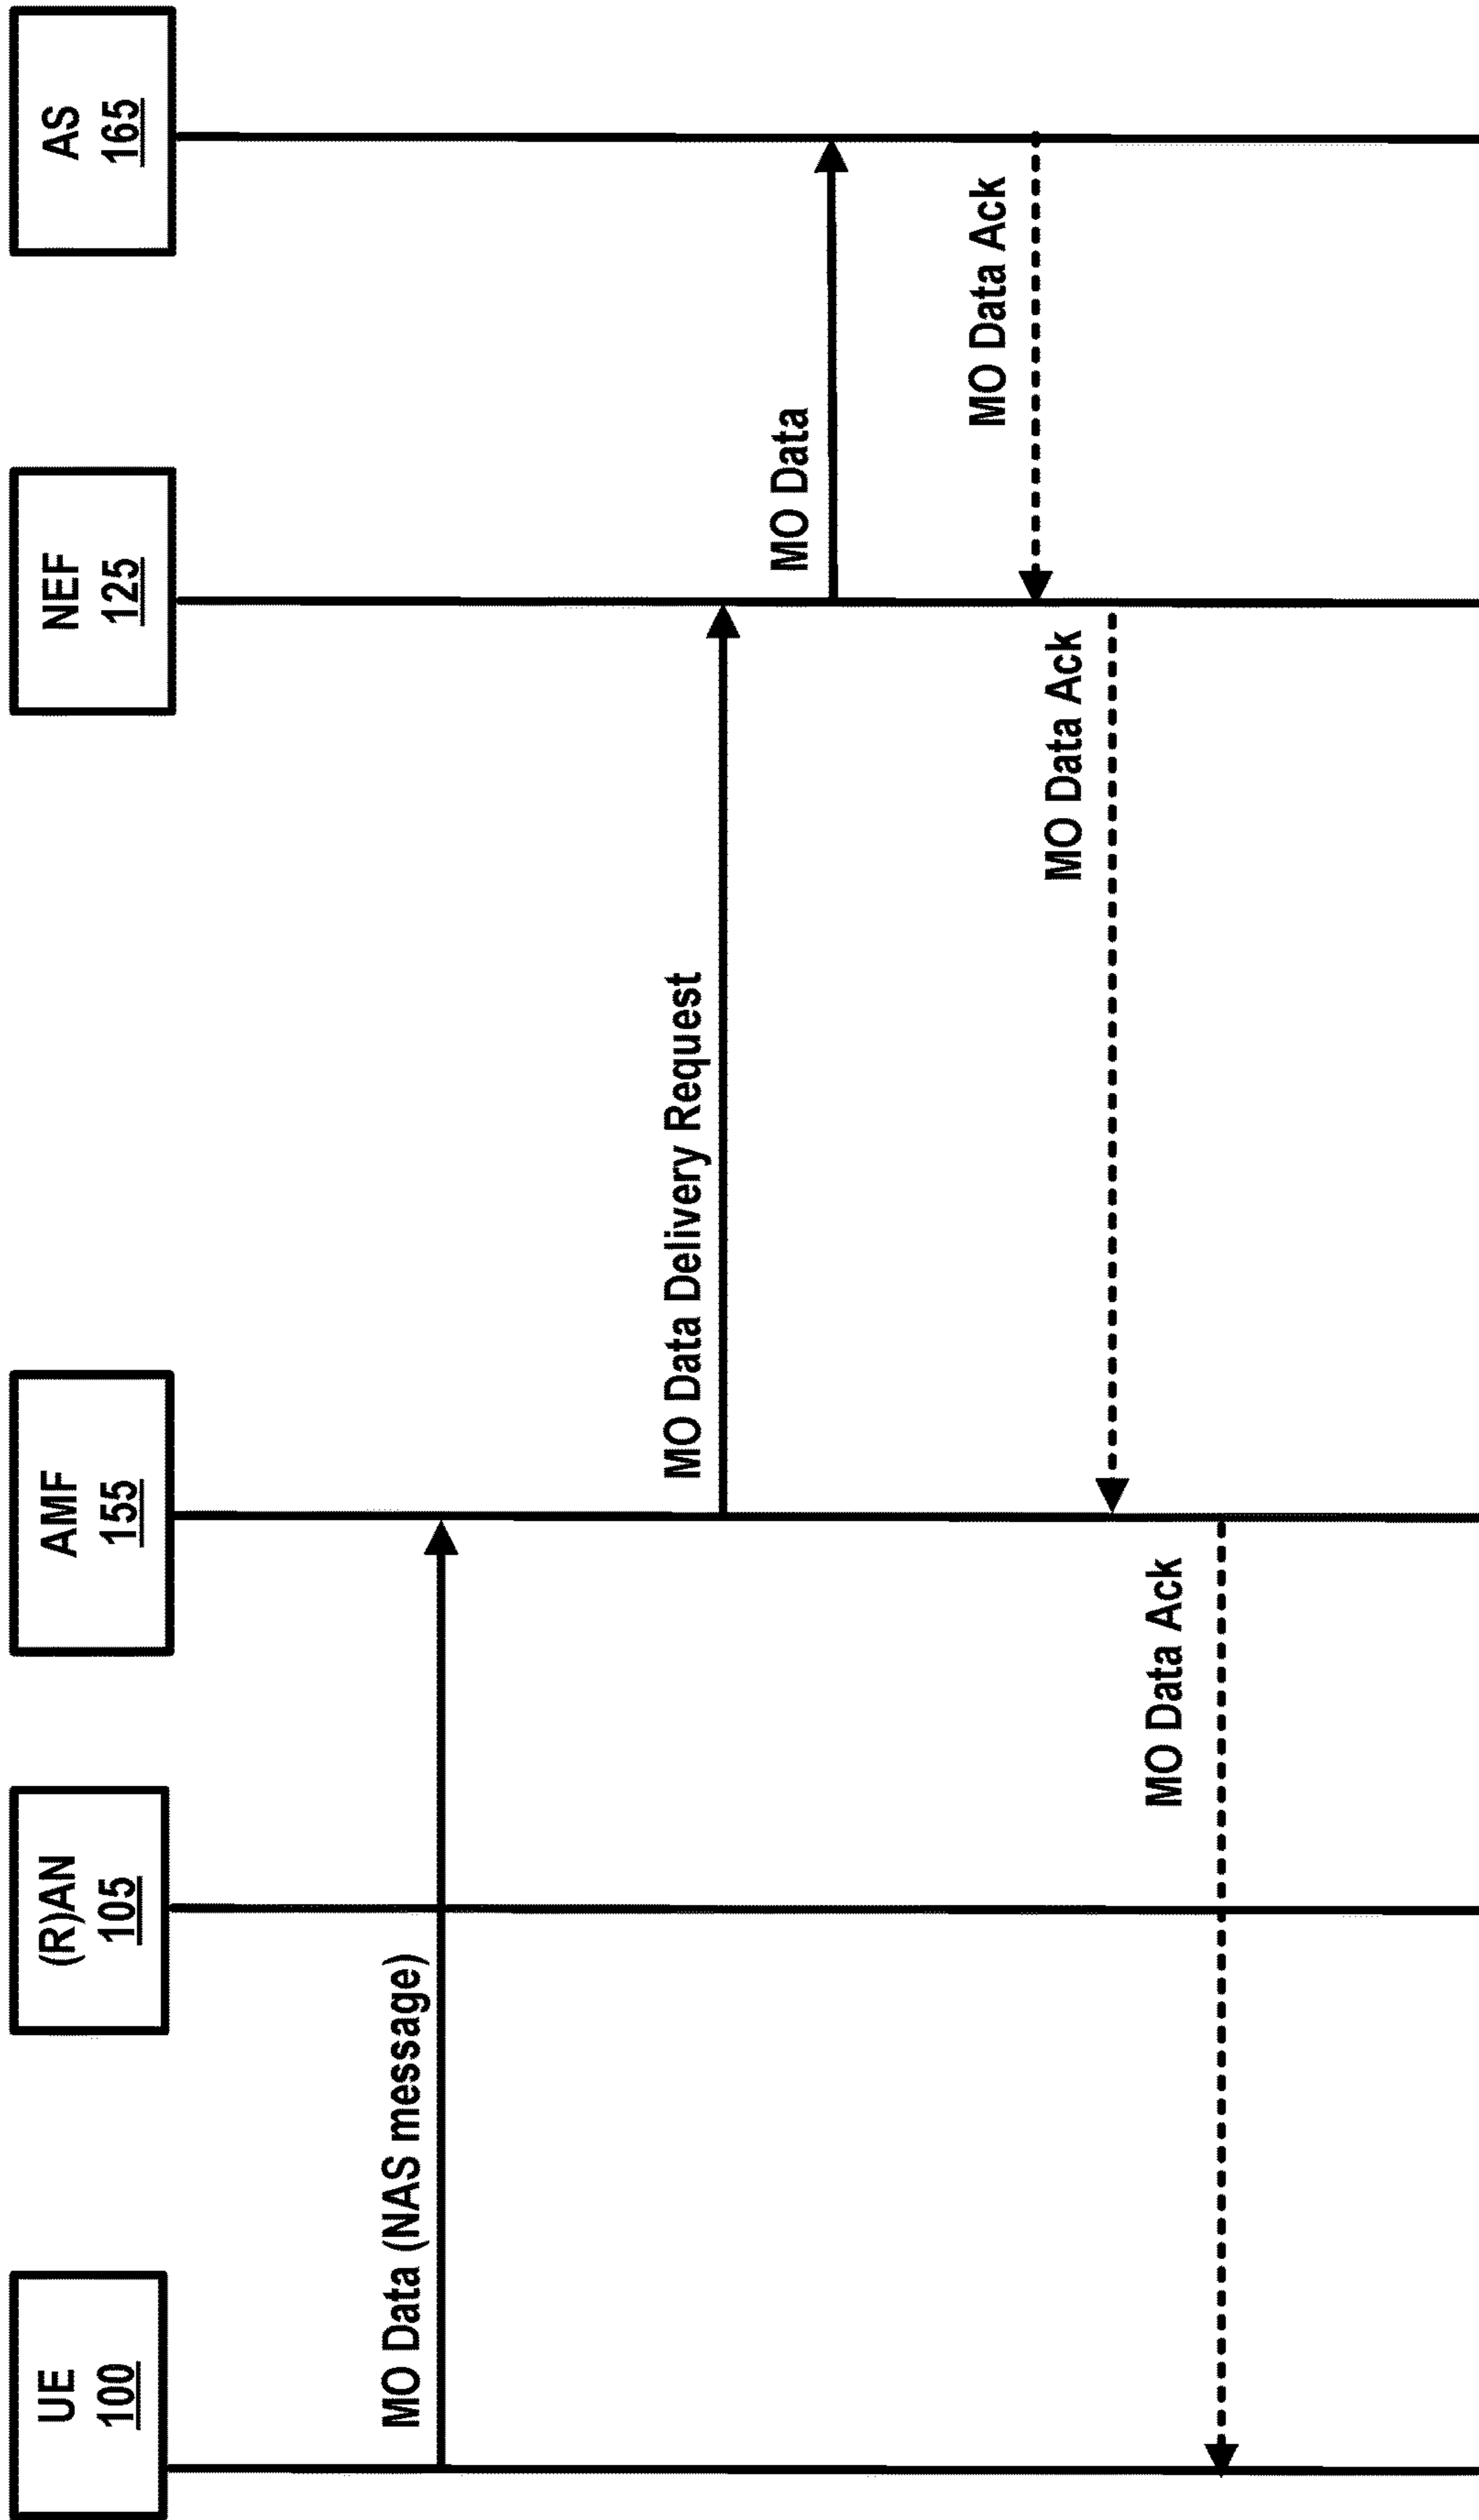 UE
100
(R)AN
105
AMF
155
NEF
125
AS
165
MO Data (NAS message)
MO Data Delivery Request
MO Data
MO Data Ack
MO Data Ack
MO Data Ack